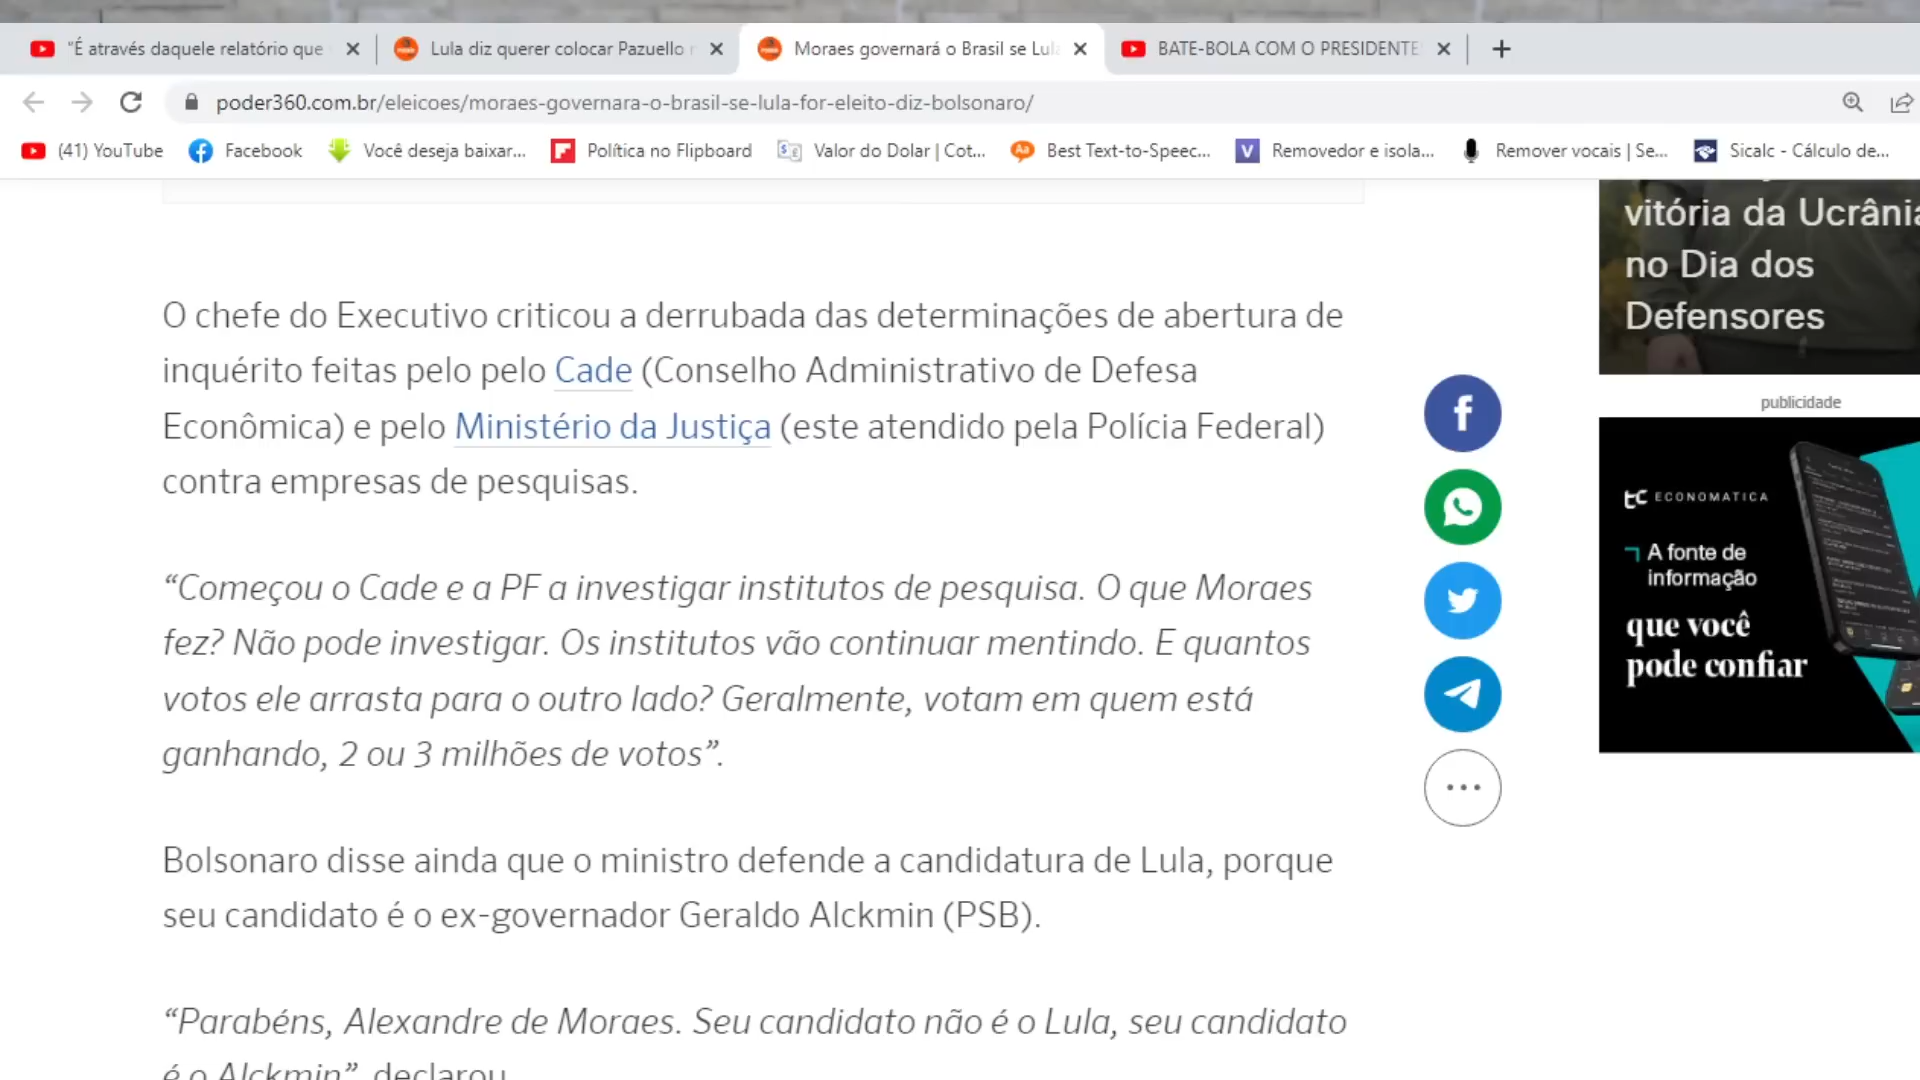 "É através daquele relatório que
Lula diz querer colocar Pazuello
Moraes governará o Brasil se Lula
BATE-BOLA COM O PRESIDENTE
poder360.com.br/eleicoes/moraes-governara-o-brasil-se-lula-for-eleito-diz-bolsonaro/
(41) YouTube
Facebook
Você deseja baixar...
Política no Flipboard
Valor do Dolar | Cot...
Best Text-to-Speec...
Removedor e isola...
Remover vocais | Se...
Sicalc - Cálculo de...
O chefe do Executivo criticou a derrubada das determinações de abertura de
inquérito feitas pelo pelo Cade (Conselho Administrativo de Defesa
Econômica) e pelo Ministério da Justiça (este atendido pela Polícia Federal)
contra empresas de pesquisas.
“Começou o Cade e a PF a investigar institutos de pesquisa. O que Moraes
fez? Não pode investigar. Os institutos vão continuar mentindo. E quantos
votos ele arrasta para o outro lado? Geralmente, votam em quem está
ganhando, 2 ou 3 milhões de votos”.
Bolsonaro disse ainda que o ministro defende a candidatura de Lula, porque
seu candidato é o ex-governador Geraldo Alckmin (PSB).
“Parabéns, Alexandre de Moraes. Seu candidato não é o Lula, seu candidato
é o Alckmin”, declarou
vitória da Ucrânia
no Dia dos
Defensores
publicidade
tc ECONOMATICA
A fonte de
informação
que você
pode confiar